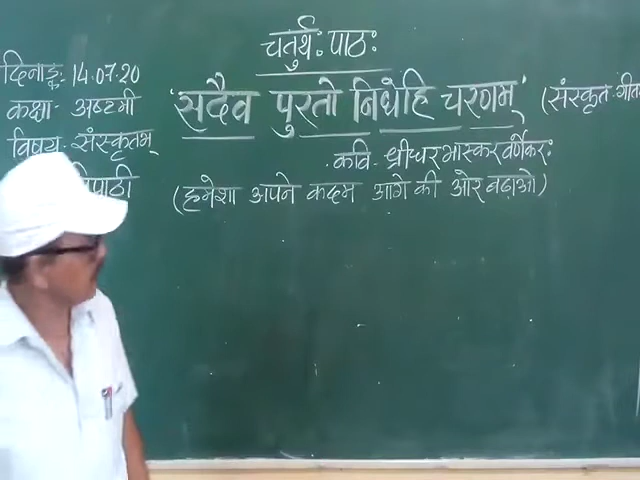 चतुर्थ: पाठ:
दिनाङ्क:- 14.07.20
कक्षा- अष्टमी
विषय- संस्कृतम्
'सदैव पुरतो निधेहि चरणम्' (संस्कृत-गीत
कवि- श्रीधर भास्कर वर्णेकर:
(हमेशा अपने कदम आगे की ओर बढ़ाओ)